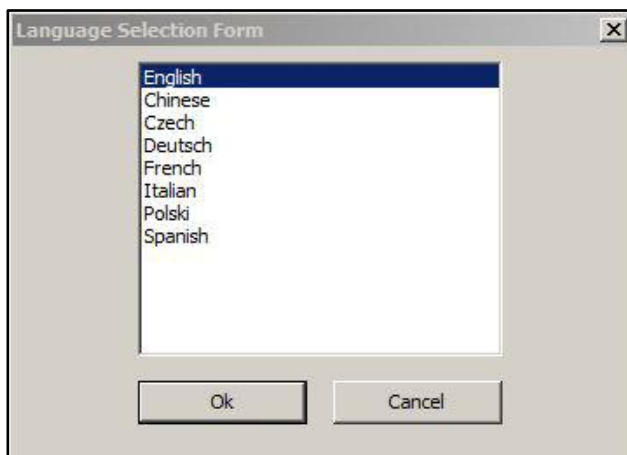 Language Selection Form
English
Chinese
Czech
Deutsch
French
Italian
Polski
Spanish
Ok
Cancel